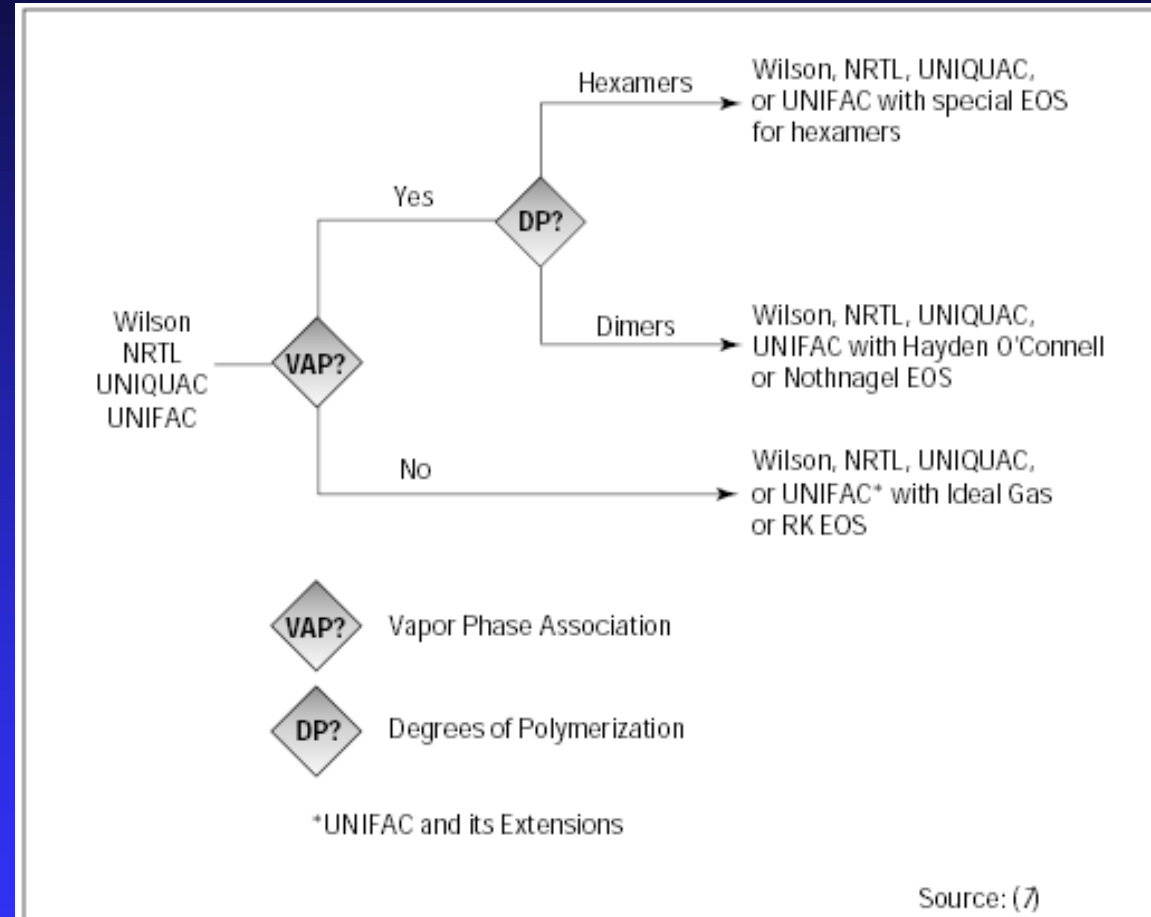 Hexamers
Wilson, NRTL, UNIQUAC,
or UNIFAC with special EOS
for hexamers
Yes
DP?
Wilson
NRTL
UNIQUAC
UNIFAC
VAP?
Dimers
Wilson, NRTL, UNIQUAC,
UNIFAC with Hayden O'Connell
or Nothnagel EOS
No
Wilson, NRTL, UNIQUAC,
or UNIFAC* with Ideal Gas
or RK EOS
VAP? Vapor Phase Association
DP? Degrees of Polymerization
*UNIFAC and its Extensions
Source: (7)